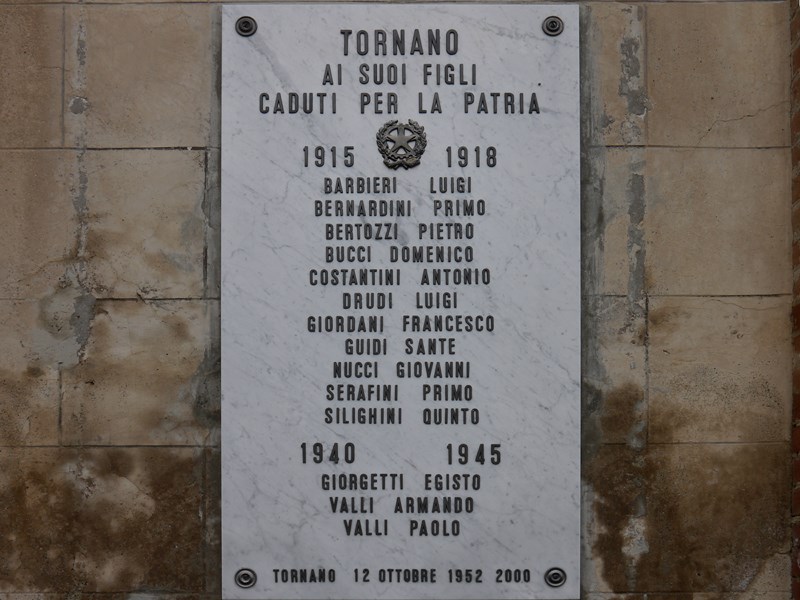 TORNANO
AI SUOI FIGLI
CADUTI PER LA PATRIA
1915 1918
BARBIERI LUIGI
BERNARDINI PRIMO
BERTOZZI PIETRO
BUCCI DOMENICO
COSTANTINI ANTONIO
DRUDI LUIGI
GIORDANI FRANCESCO
GUIDI SANTE
NUCCI GIOVANNI
SERAFINI PRIMO
SILIGHINI QUINTO
1940 1945
GIORGETTI EGISTO
VALLI ARMANDO
VALLI PAOLO
TORNANO 12 OTTOBRE 1952 2000